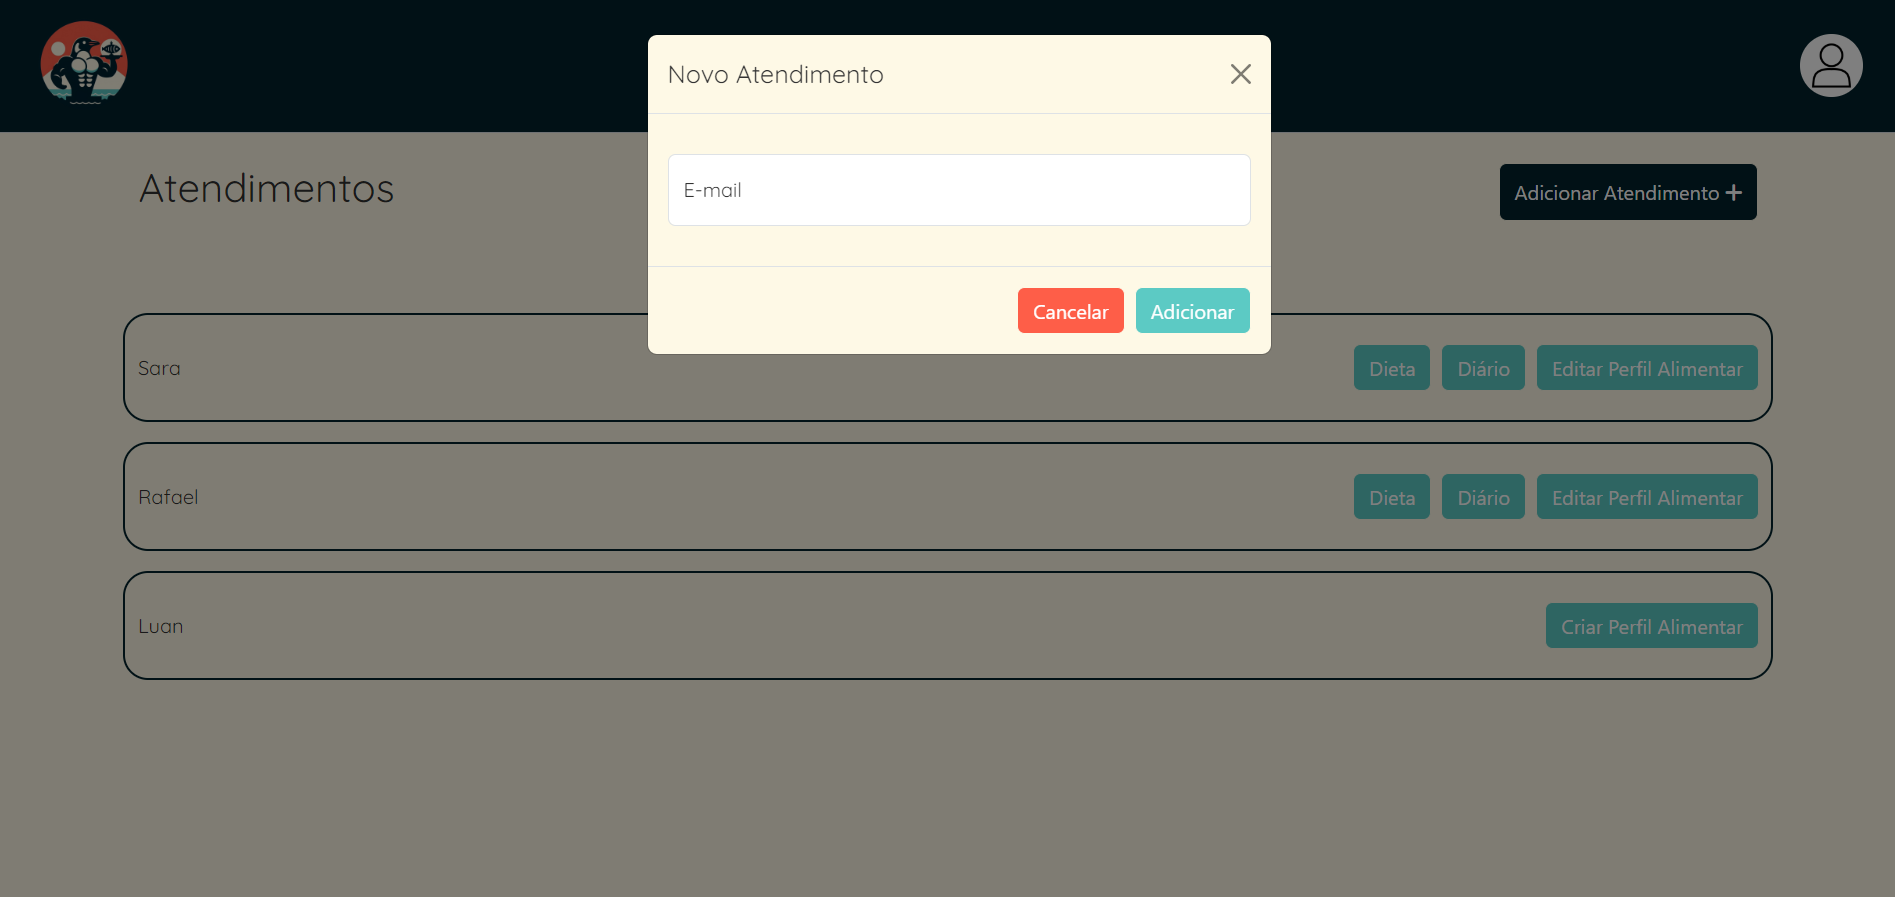 Novo Atendimento
E-mail
Cancelar Adicionar
Atendimentos
Adicionar Atendimento +
Sara
Dieta Diário Editar Perfil Alimentar
Rafael
Dieta Diário Editar Perfil Alimentar
Luan
Criar Perfil Alimentar